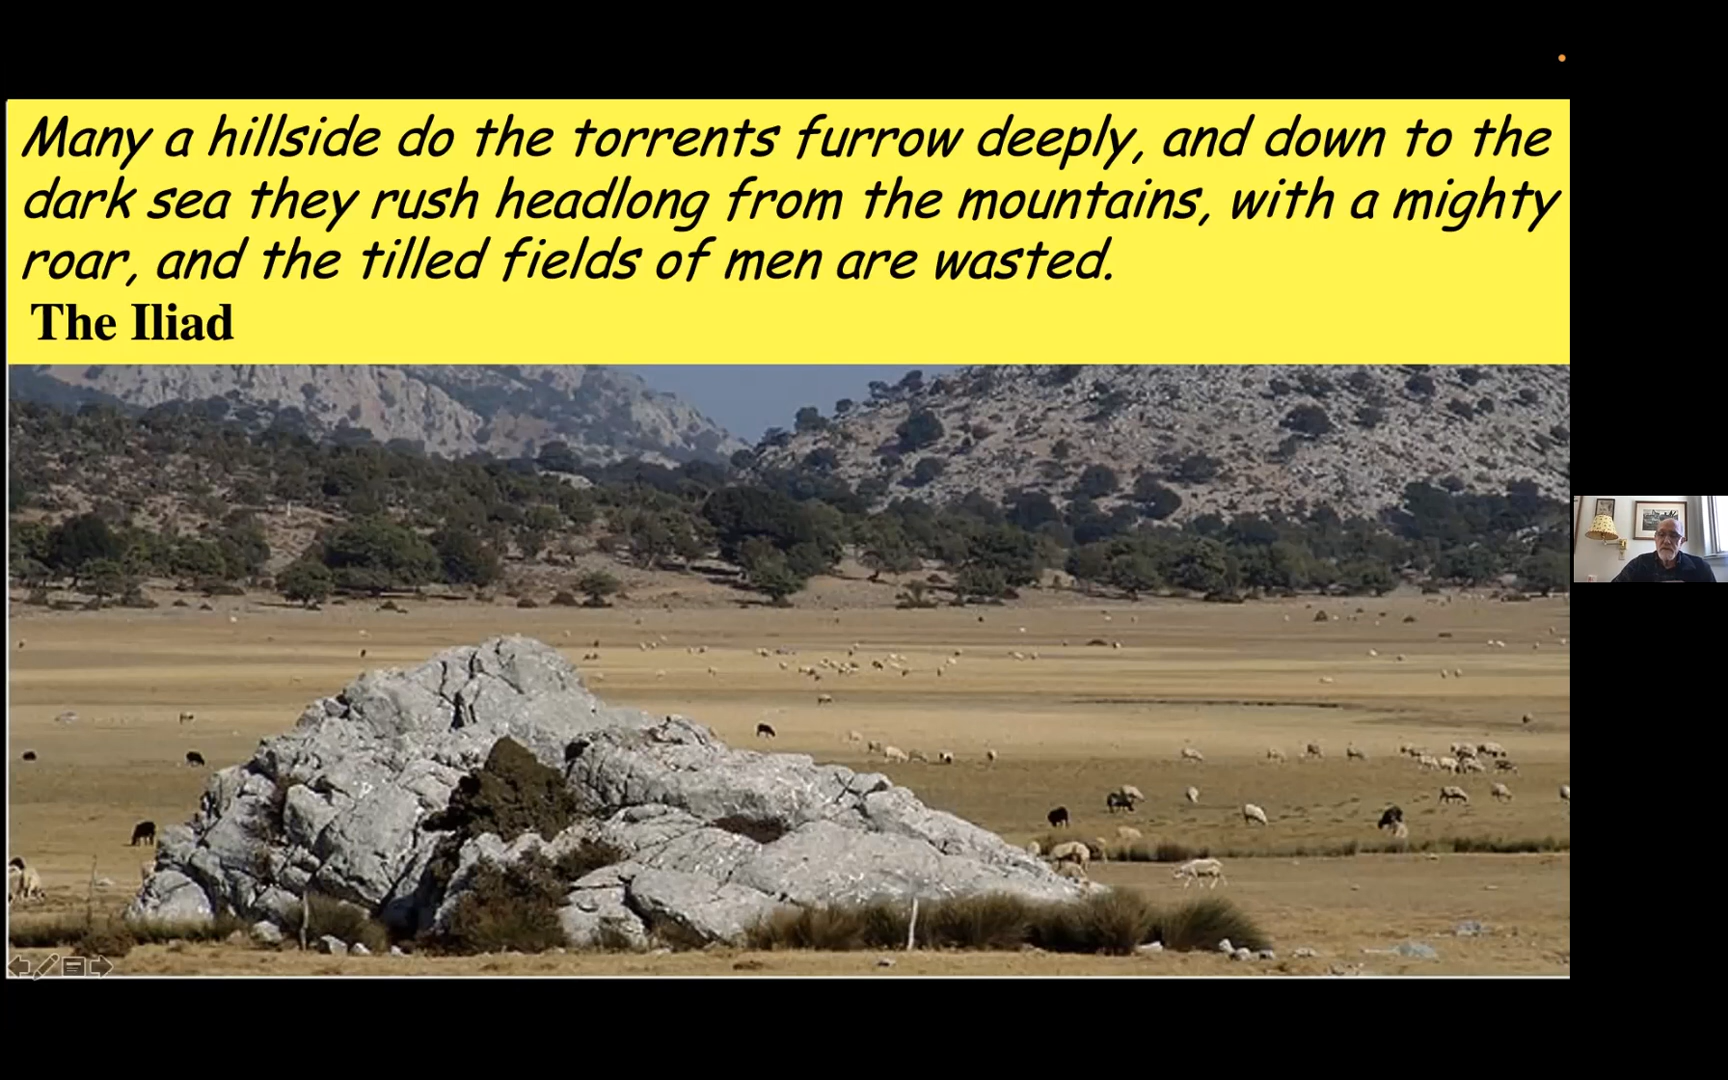 Many a hillside do the torrents furrow deeply, and down to the
dark sea they rush headlong from the mountains, with a mighty
roar, and the tilled fields of men are wasted.
The Iliad